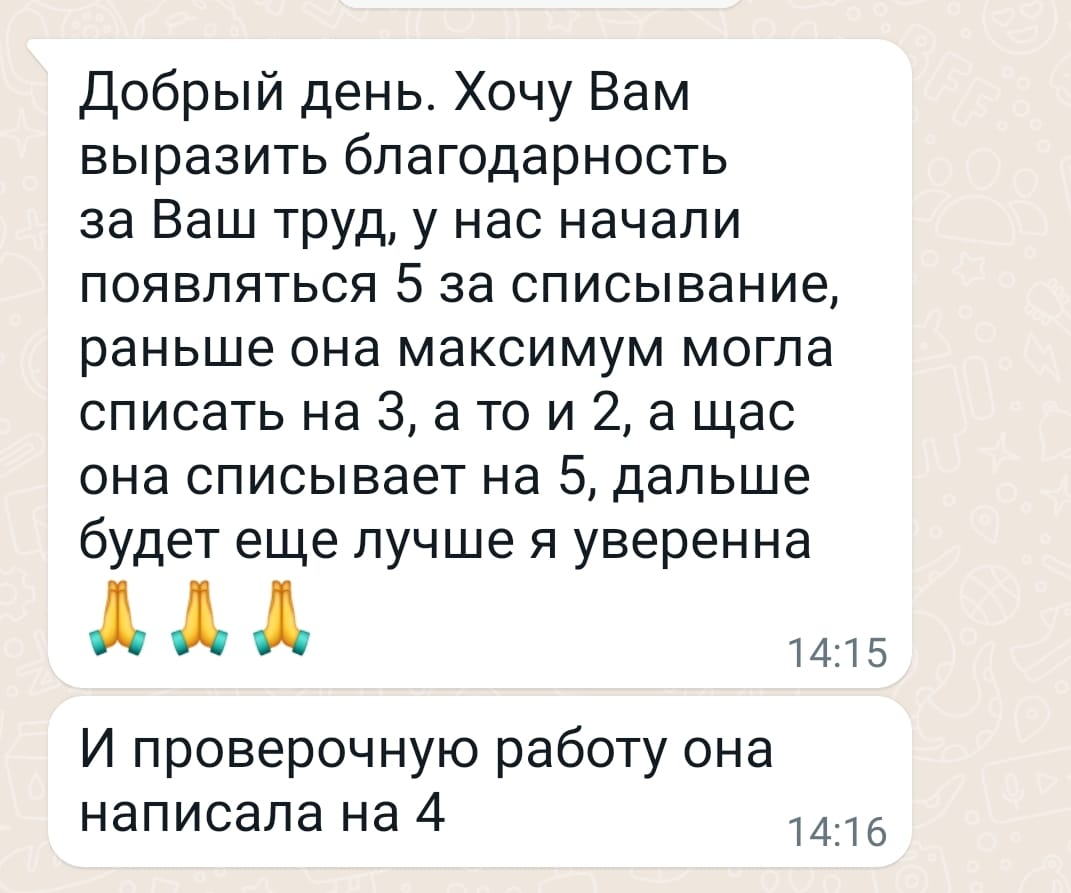 Добрый день. Хочу Вам
выразить благодарность
за Ваш труд, у нас начали
появляться 5 за списывание,
раньше она максимум могла
списать на 3, а то и 2, а щас
она списывает на 5, дальше
будет еще лучше я уверенна
🙏🙏🙏
14:15
И проверочную работу она
написала на 4
14:16